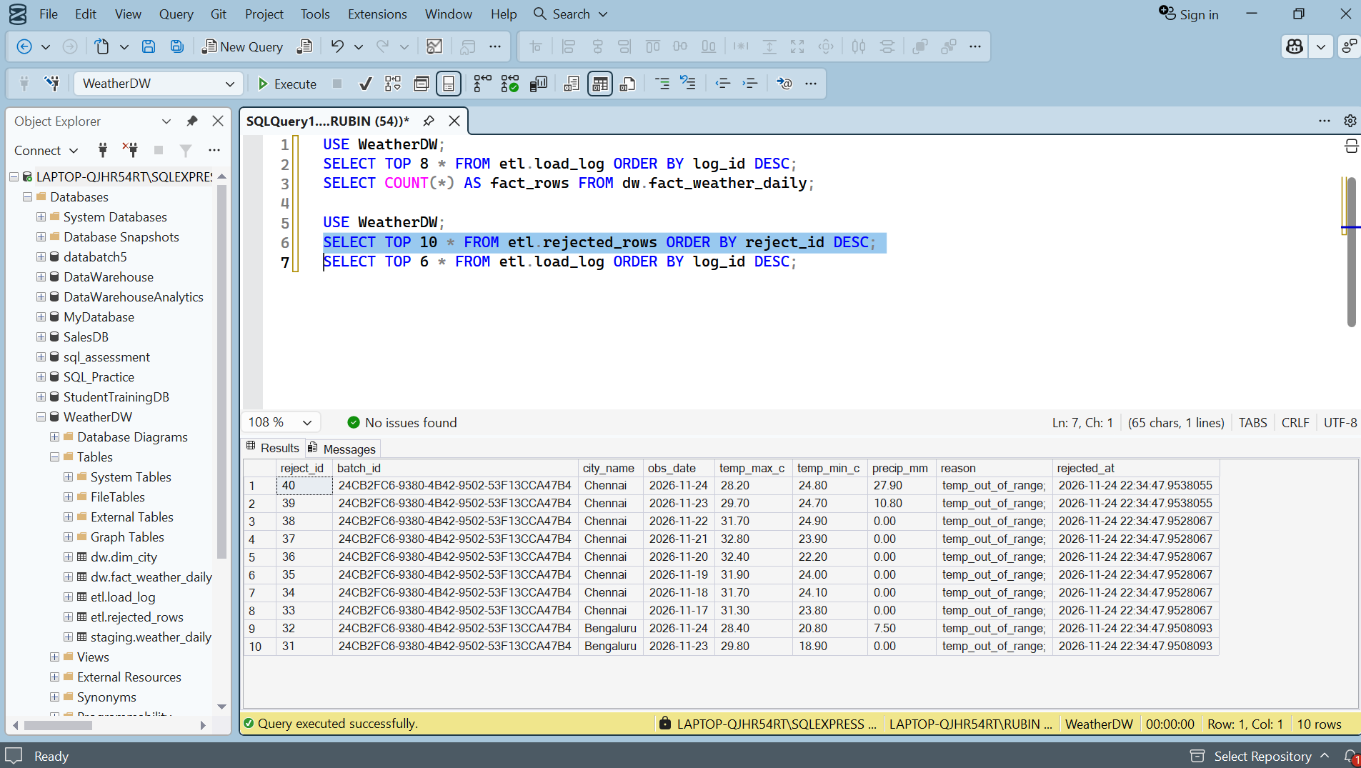 File Edit View Query Git Project Tools Extensions Window Help Search Sign in
New Query
WeatherDW Execute
Object Explorer
Connect
LAPTOP-QJHR54RT\SQLEXPRE
Databases
System Databases
Database Snapshots
databatch5
DataWarehouse
DataWarehouseAnalytics
MyDatabase
SalesDB
sql_assessment
SQL_Practice
StudentTrainingDB
WeatherDW
Database Diagrams
Tables
System Tables
FileTables
External Tables
Graph Tables
dw.dim_city
dw.fact_weather_daily
etl.load_log
etl.rejected_rows
staging.weather_daily
Views
External Resources
Synonyms
SQLQuery1....RUBIN (54))*
1 USE WeatherDW;
2 SELECT TOP 8 * FROM etl.load_log ORDER BY log_id DESC;
3 SELECT COUNT(*) AS fact_rows FROM dw.fact_weather_daily;
4
5 USE WeatherDW;
6 SELECT TOP 10 * FROM etl.rejected_rows ORDER BY reject_id DESC;
7 SELECT TOP 6 * FROM etl.load_log ORDER BY log_id DESC;
108 % No issues found Ln: 7, Ch: 1 (65 chars, 1 lines) TABS CRLF UTF-8
Results Messages
reject_id batch_id city_name obs_date temp_max_c temp_min_c precip_mm reason rejected_at
1 40 24CB2FC6-9380-4B42-9502-53F13CCA47B4 Chennai 2026-11-24 28.20 24.80 27.90 temp_out_of_range; 2026-11-24 22:34:47.9538055
2 39 24CB2FC6-9380-4B42-9502-53F13CCA47B4 Chennai 2026-11-23 29.70 24.70 10.80 temp_out_of_range; 2026-11-24 22:34:47.9538055
3 38 24CB2FC6-9380-4B42-9502-53F13CCA47B4 Chennai 2026-11-22 31.70 24.90 0.00 temp_out_of_range; 2026-11-24 22:34:47.9528067
4 37 24CB2FC6-9380-4B42-9502-53F13CCA47B4 Chennai 2026-11-21 32.80 23.90 0.00 temp_out_of_range; 2026-11-24 22:34:47.9528067
5 36 24CB2FC6-9380-4B42-9502-53F13CCA47B4 Chennai 2026-11-20 32.40 22.20 0.00 temp_out_of_range; 2026-11-24 22:34:47.9528067
6 35 24CB2FC6-9380-4B42-9502-53F13CCA47B4 Chennai 2026-11-19 31.90 24.00 0.00 temp_out_of_range; 2026-11-24 22:34:47.9528067
7 34 24CB2FC6-9380-4B42-9502-53F13CCA47B4 Chennai 2026-11-18 31.70 24.10 0.00 temp_out_of_range; 2026-11-24 22:34:47.9528067
8 33 24CB2FC6-9380-4B42-9502-53F13CCA47B4 Chennai 2026-11-17 31.30 23.80 0.00 temp_out_of_range; 2026-11-24 22:34:47.9528067
9 32 24CB2FC6-9380-4B42-9502-53F13CCA47B4 Bengaluru 2026-11-24 28.40 20.80 7.50 temp_out_of_range; 2026-11-24 22:34:47.9508093
10 31 24CB2FC6-9380-4B42-9502-53F13CCA47B4 Bengaluru 2026-11-23 29.80 18.90 0.00 temp_out_of_range; 2026-11-24 22:34:47.9508093
Query executed successfully. LAPTOP-QJHR54RT\SQLEXPRESS ... LAPTOP-QJHR54RT\RUBIN ... WeatherDW 00:00:00 Row: 1, Col: 1 10 rows
Ready Select Repository 1